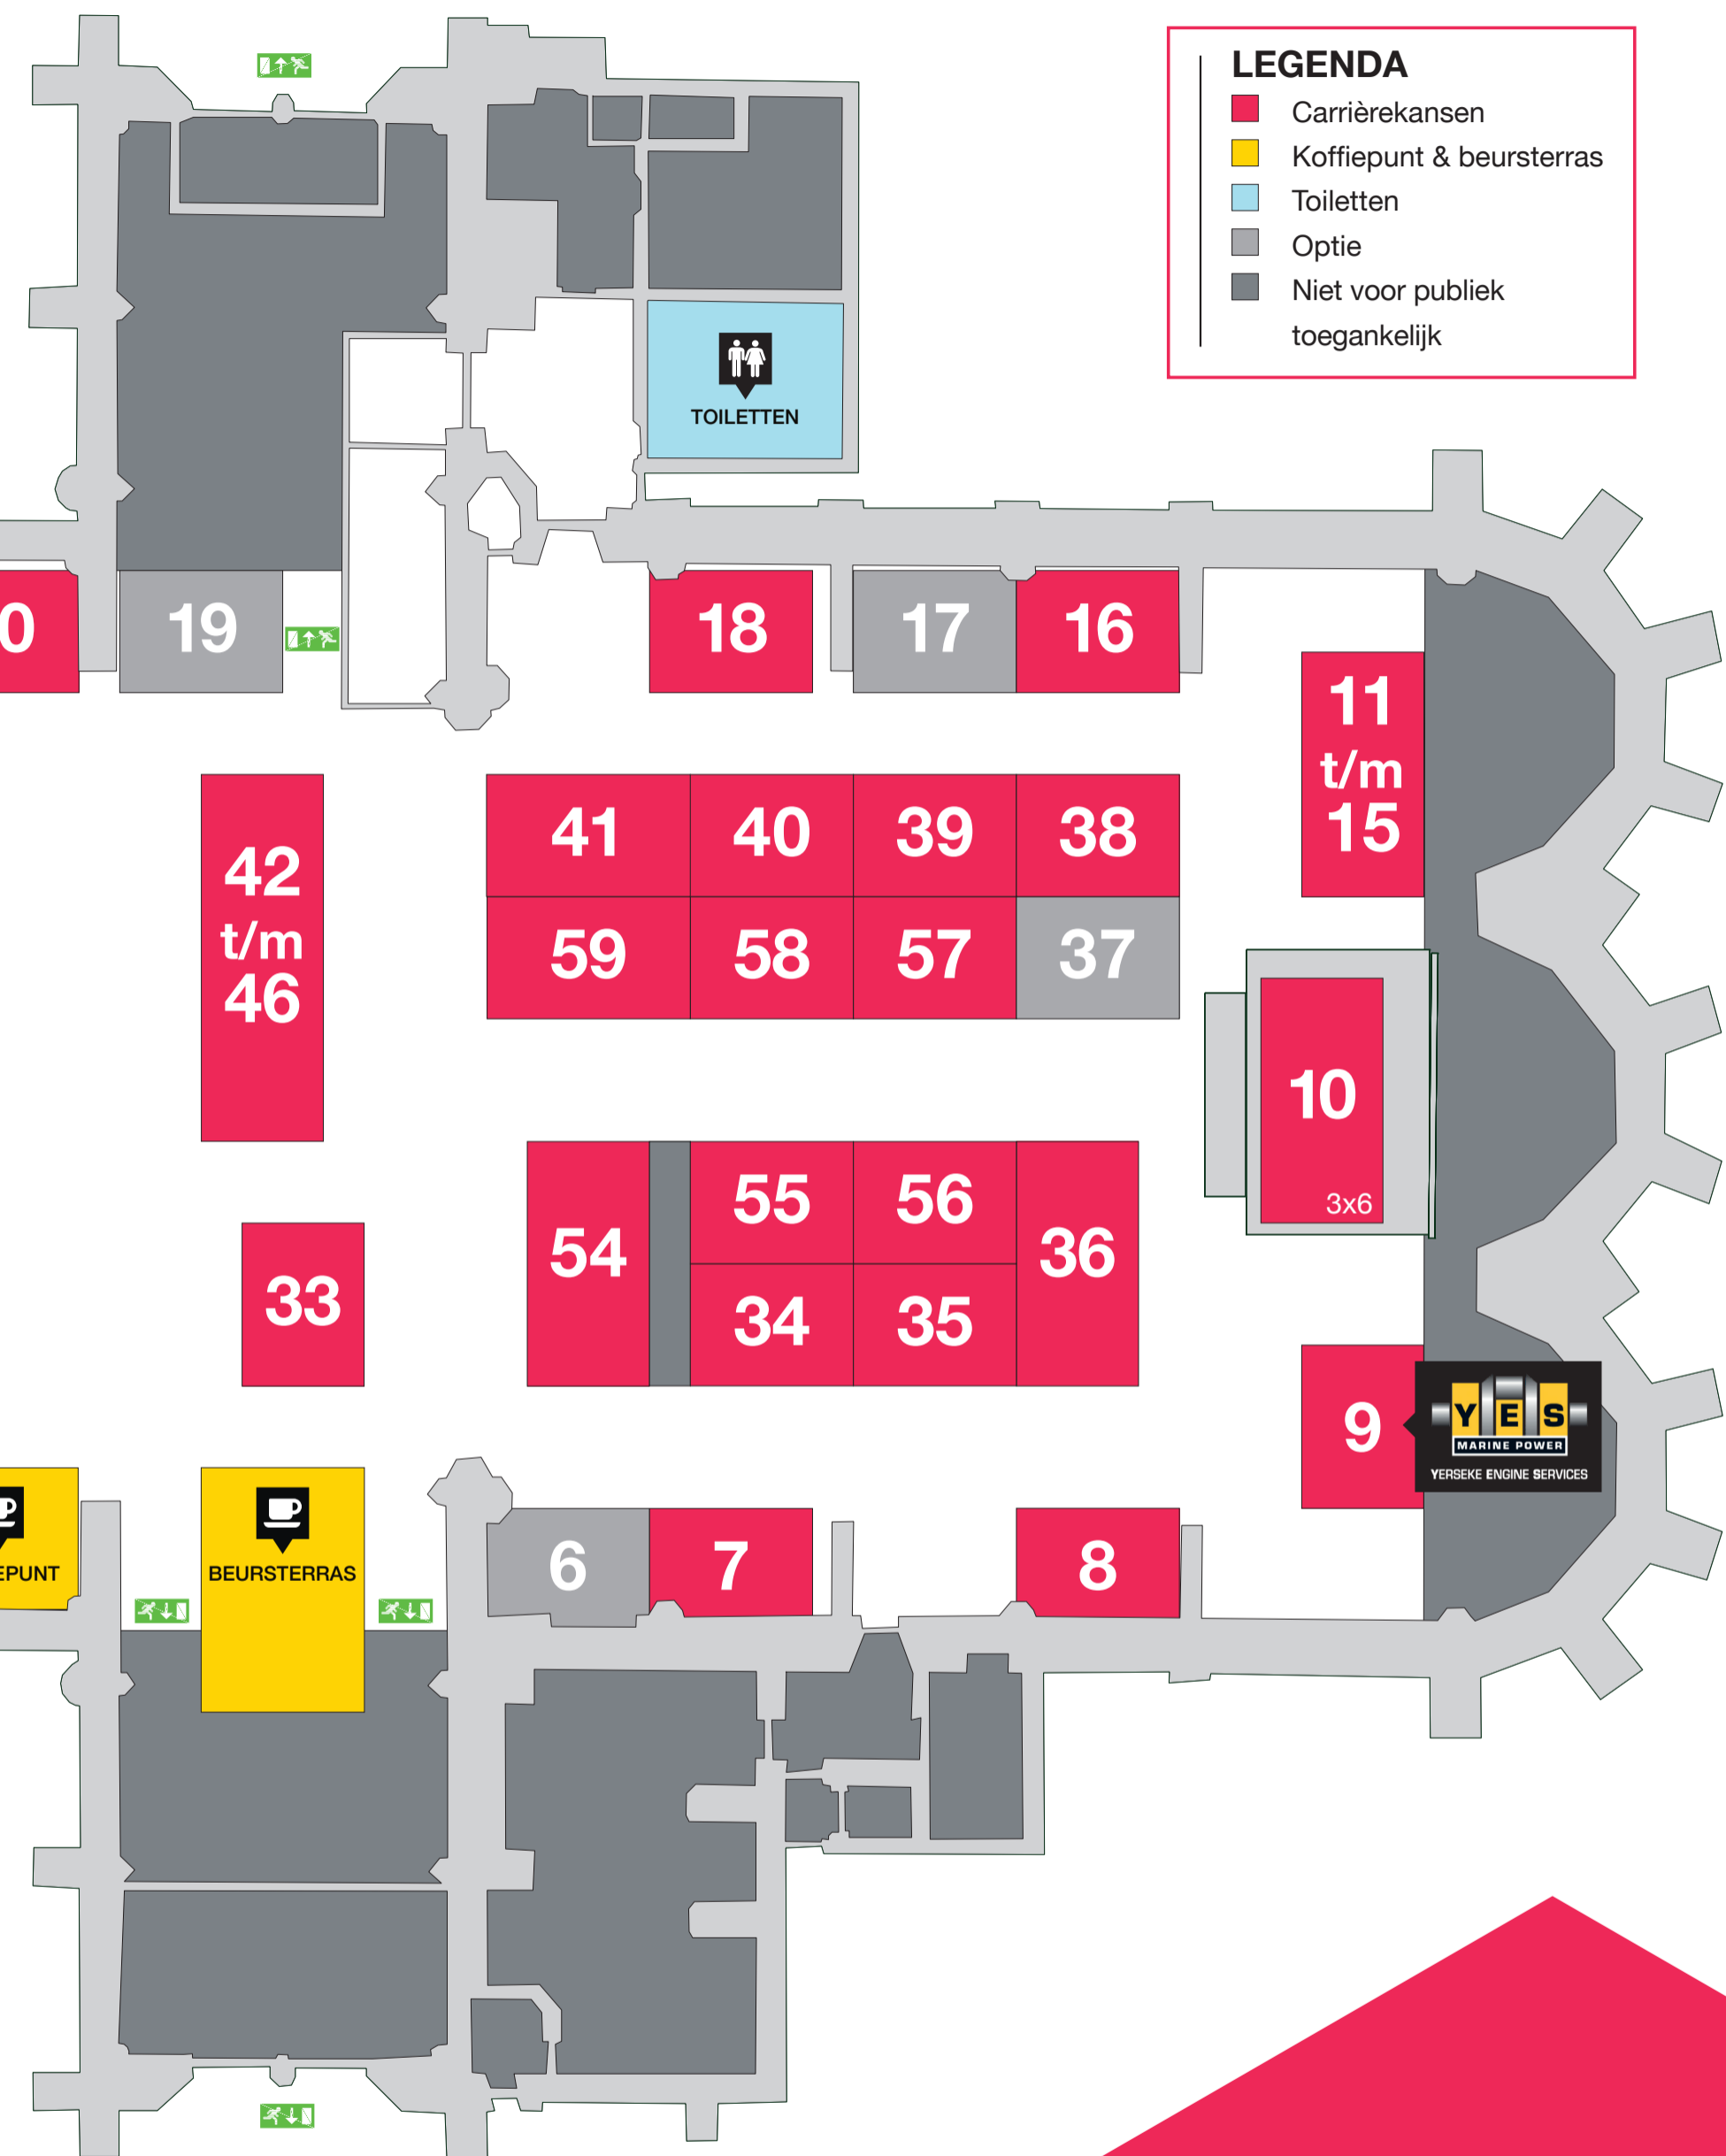 LEGENDA
Carrièrekansen
Koffiepunt & beursterras
Toiletten
Optie
Niet voor publiek
toegankelijk
TOILETTEN
0
19
18
17
16
11
t/m
15
41
40
39
38
42
t/m
46
59
58
57
37
10
3x6
54
55
56
36
33
34
35
9
YES
MARINE POWER
YERSEKE ENGINE SERVICES
EPUNT
BEURSTERRAS
6
7
8